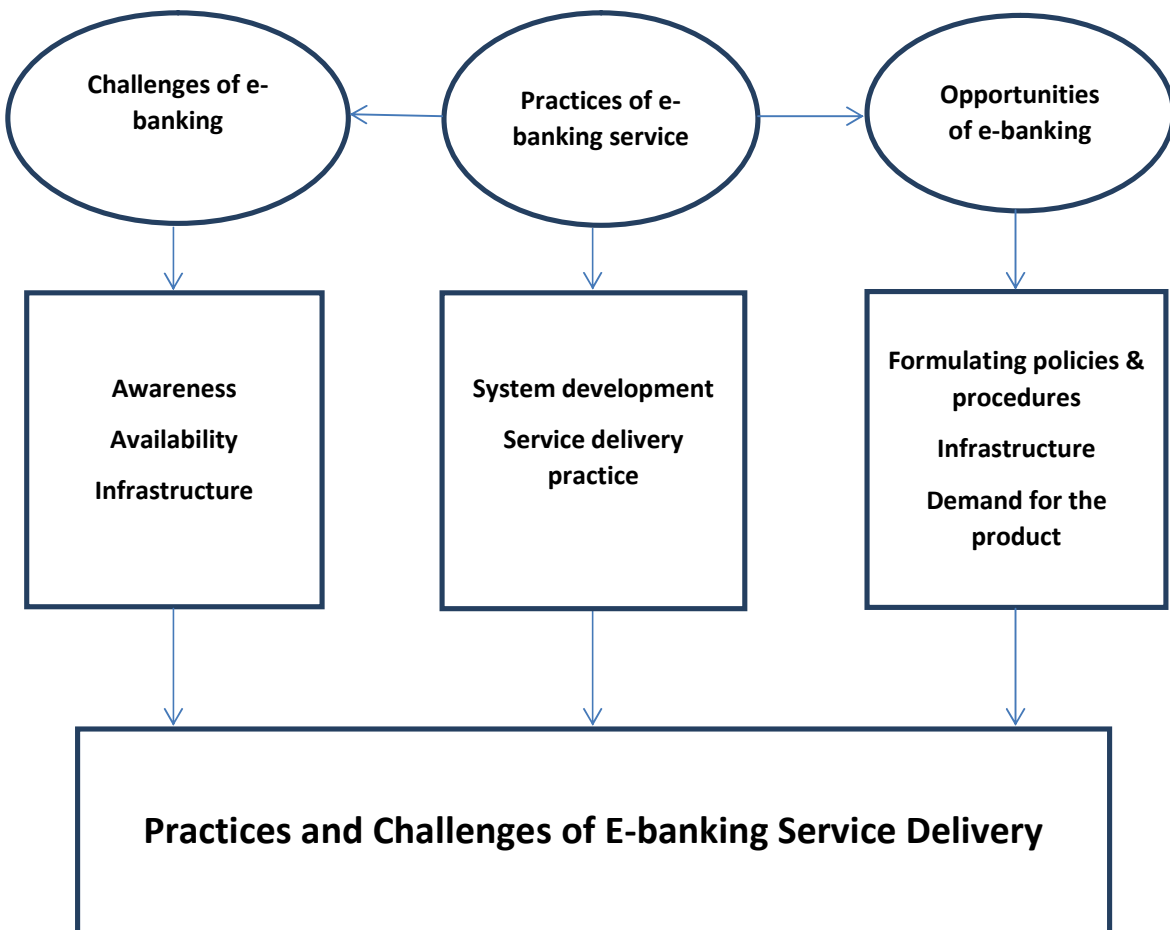 Challenges of e-
banking
Practices of e-
banking service
Opportunities
of e-banking
Awareness
Availability
Infrastructure
System development
Service delivery
practice
Formulating policies &
procedures
Infrastructure
Demand for the
product
Practices and Challenges of E-banking Service Delivery